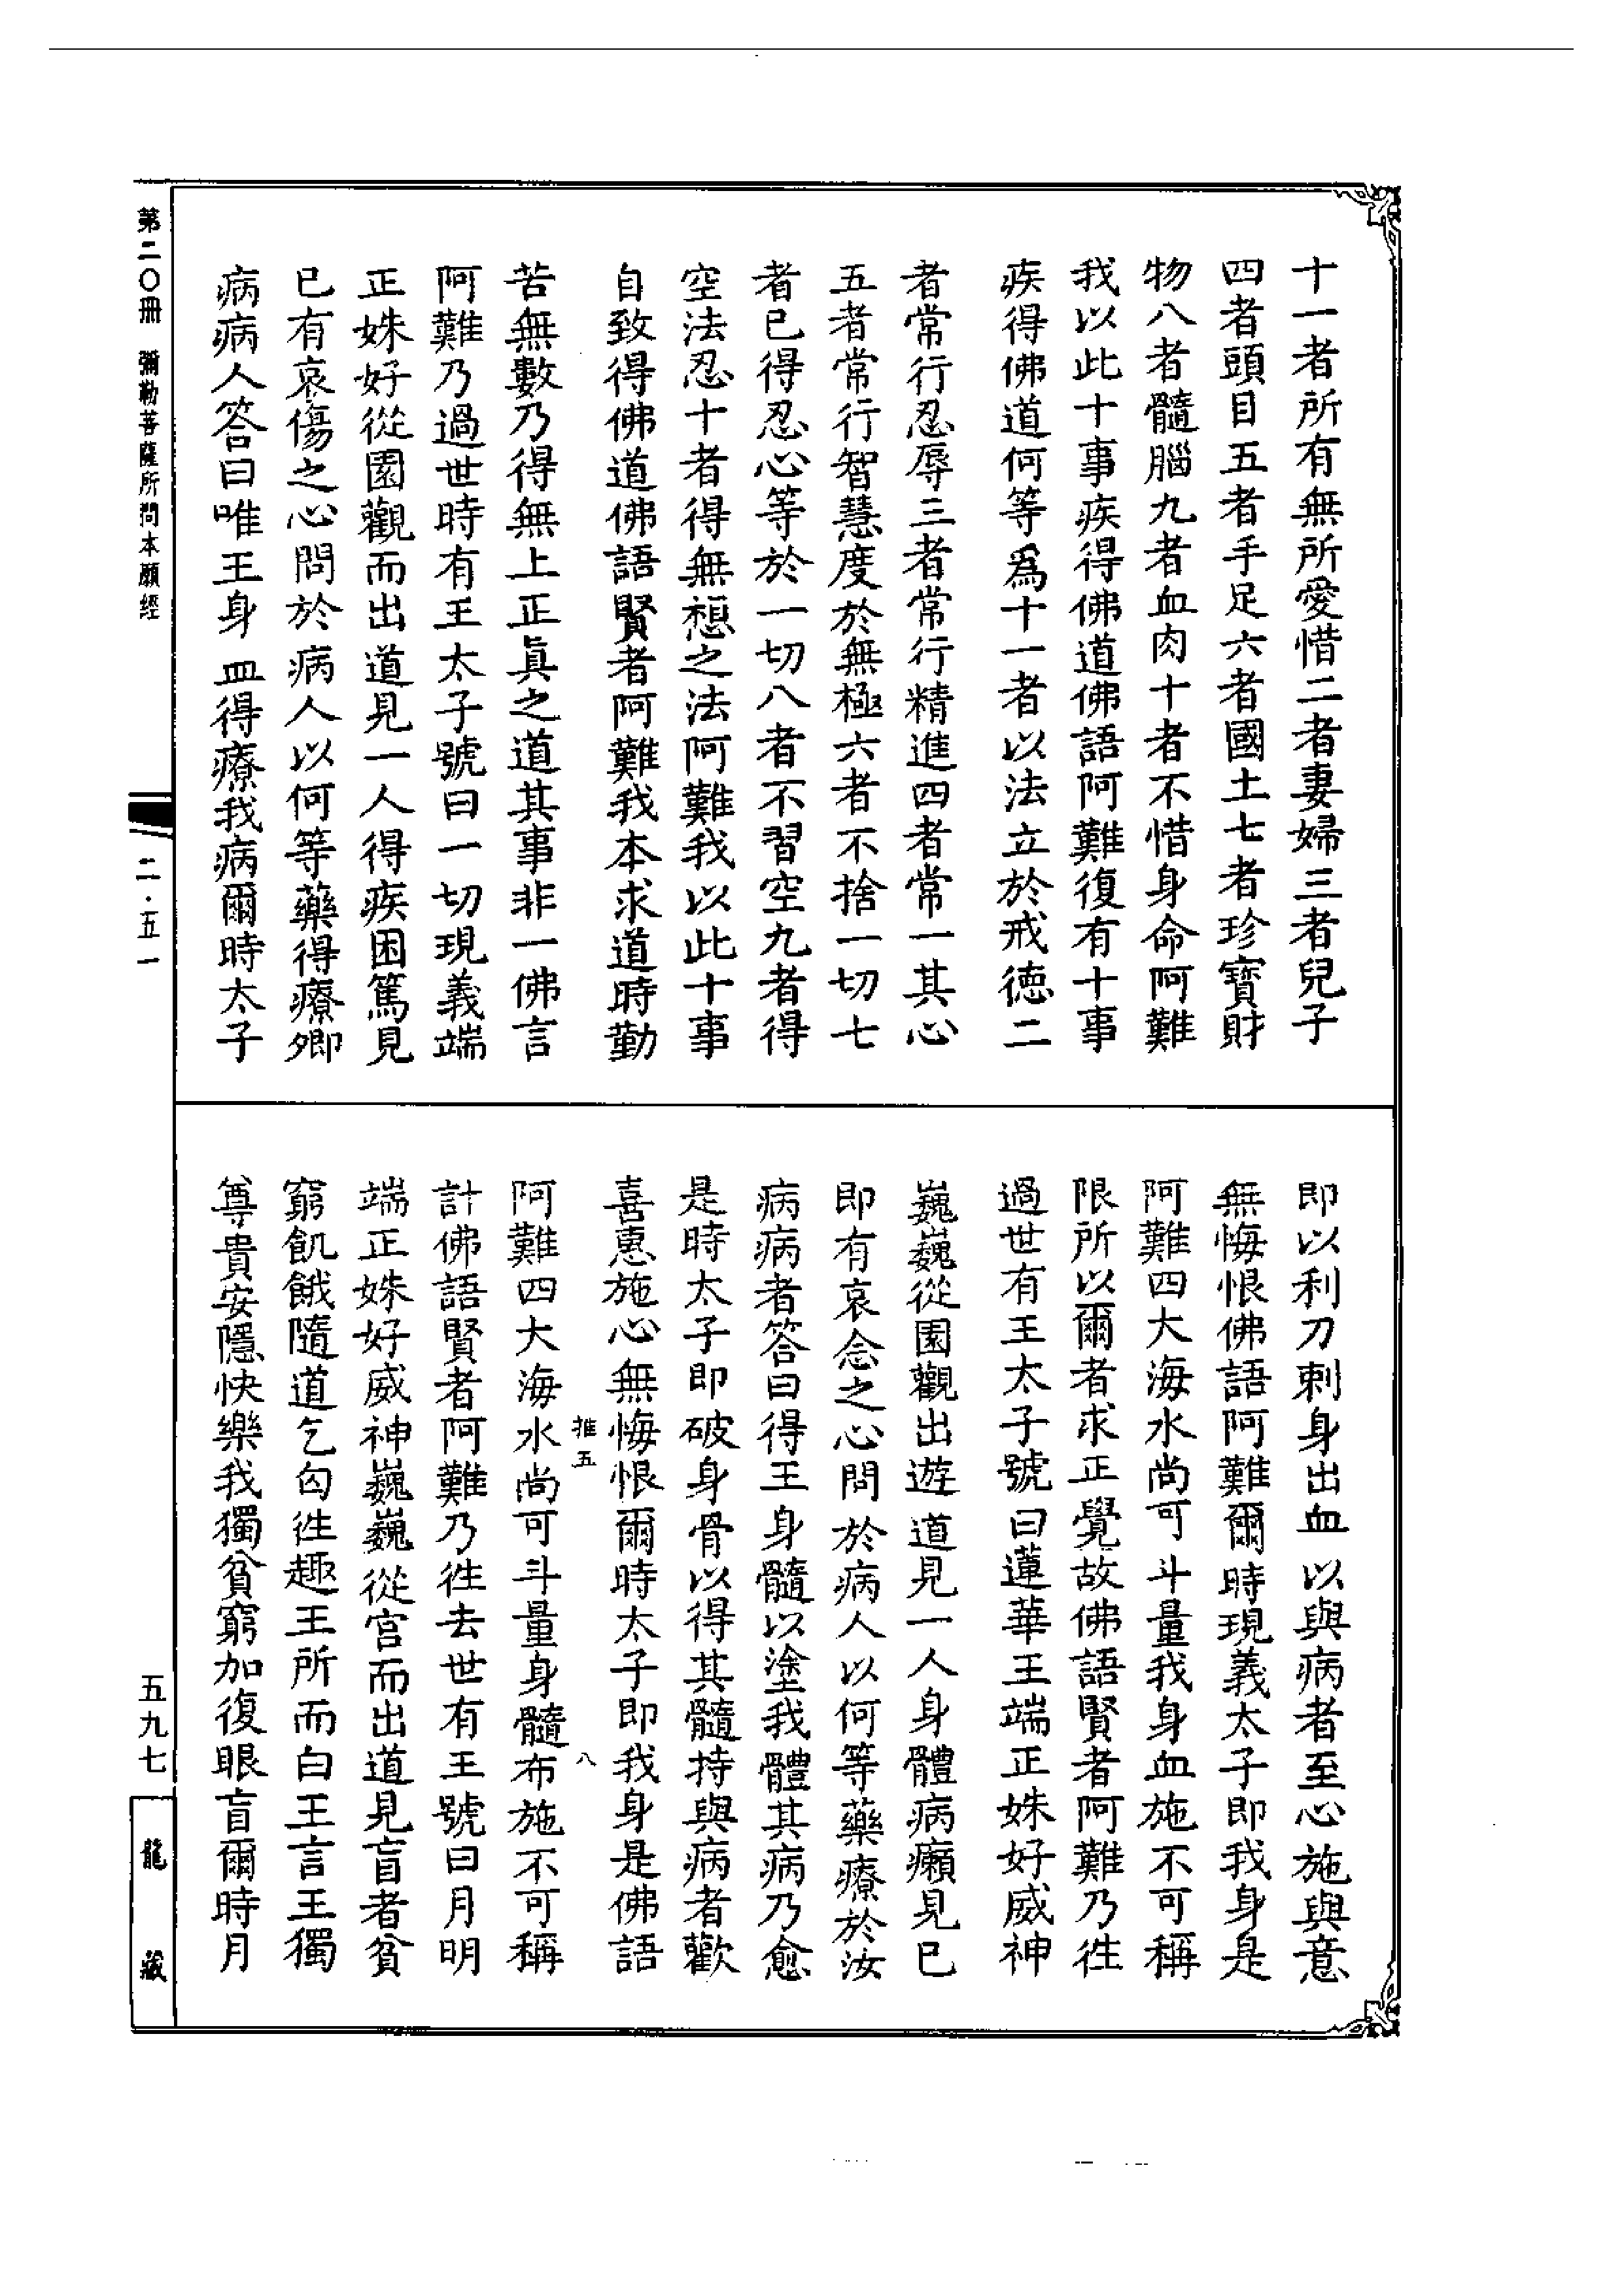 十一者所有無所愛惜二者妻婦三者兒子
四者頭目五者手足六者國土七者珍寶財
物八者髓腦九者血肉十者不惜身命阿難
我以此十事疾得佛道佛語阿難復有十事
疾得佛道何等爲十一者以法立於戒德二
者常行忍辱三者常行精進四者常一其心
五者常行智慧度於無極六者不捨一切七
者已得忍心等於一切八者不習空九者得
空法忍十者得無想之法阿難我以此十事
自致得佛道佛語賢者阿難我本求道時勤
苦無數乃得無上正眞之道其事非一佛言
阿難乃過世時有王太子號曰一切現義端
正姝好從園觀而出道見一人得疾困篤見
已有哀傷之心問於病人以何等藥得療卿
病病人答曰唯王身血得療我病爾時太子
即以利刀刺身出血以與病者至心施與意
無悔恨佛語阿難爾時現義太子即我身是
阿難四大海水尚可斗量我身血施不可稱
限所以爾者求正覺故佛語賢者阿難乃徃
過世有王太子號曰蓮華王端正姝好威神
巍巍從園觀出遊道見一人身體病癩見已
即有哀念之心問於病人以何等藥療於汝
病病者答曰得王身髓以塗我體其病乃愈
是時太子即破身骨以得其髓持與病者歡
喜惠施心無悔恨爾時太子即我身是佛語
推五 八
阿難四大海水尚可斗量身髓布施不可稱
計佛語賢者阿難乃徃去世有王號曰月明
端正姝好威神巍巍從宮而出道見盲者貧
窮飢餓隨道乞匃徃趣王所而白王言王獨
尊貴安隱快樂我獨貧窮加復眼盲爾時月
第二〇冊 彌勒菩薩所問本願經
二·五一
五九七
龍藏